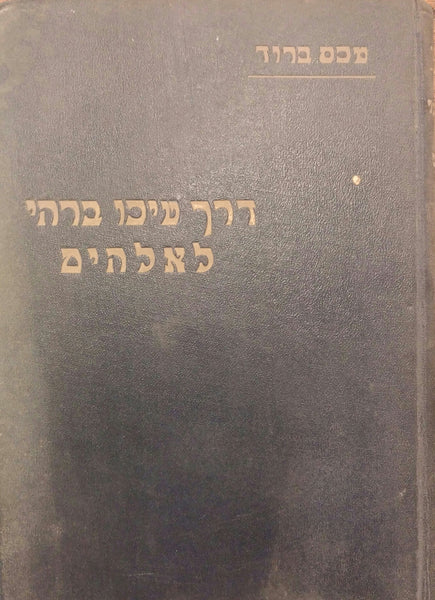 מכס ברוד
דרך טיכו ברהי
לאלהים